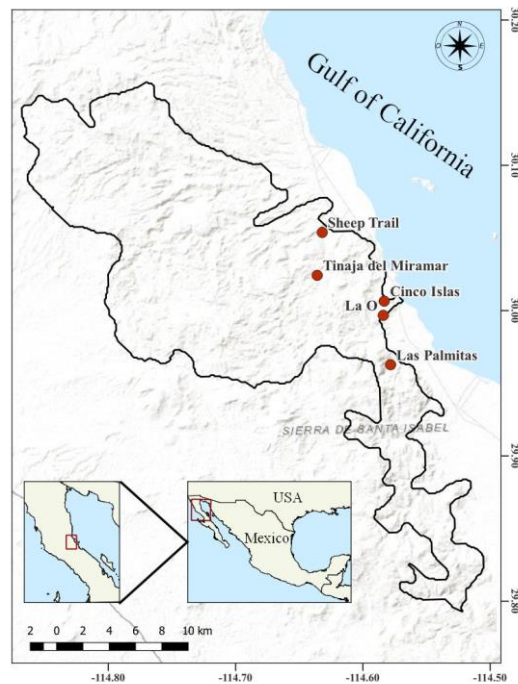 30.20
N
O E
S
Gulf of California
30.10
Sheep Trail
Tinaja del Miramar
Cinco Islas
La O
30.00
Las Palmitas
SIERRA DE SANTA ISABEL
29.90
USA
Mexico
29.80
2 0 2 4 6 8 10 km
-114.80 -114.70 -114.60 -114.50